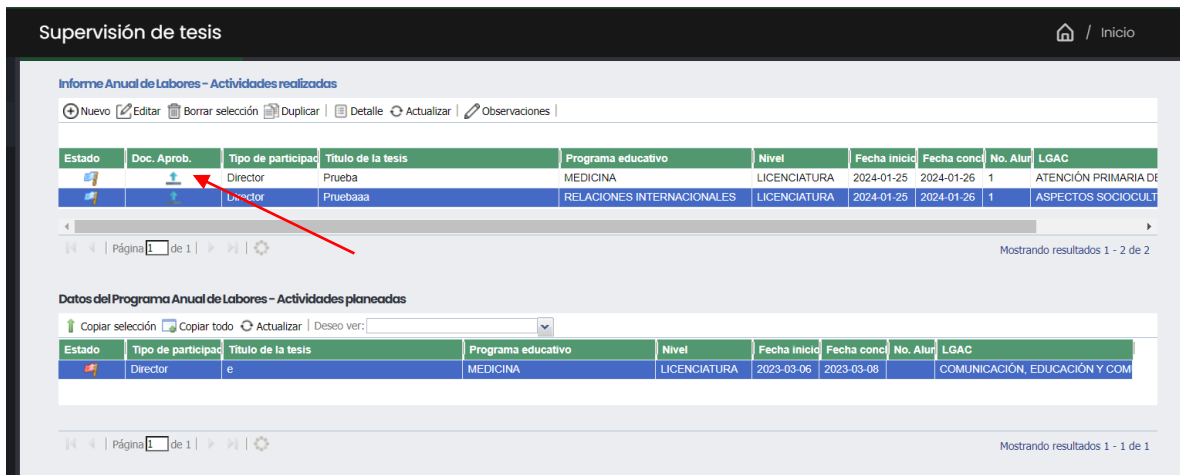 Supervisión de tesis / Inicio
Informe Anual de Labores - Actividades realizadas
Nuevo Editar Borrar selección Duplicar | Detalle Actualizar | Observaciones |
Estado Doc. Aprob. Tipo de participac Título de la tesis Programa educativo Nivel Fecha inicio Fecha concl No. Alur LGAC
Director Prueba MEDICINA LICENCIATURA 2024-01-25 2024-01-26 1 ATENCIÓN PRIMARIA DE
Director Pruebaaa RELACIONES INTERNACIONALES LICENCIATURA 2024-01-25 2024-01-26 1 ASPECTOS SOCIOCULT
Página 1 de 1 Mostrando resultados 1 - 2 de 2
Datos del Programa Anual de Labores - Actividades planeadas
Copiar selección Copiar todo Actualizar | Deseo ver:
Estado Tipo de participac Título de la tesis Programa educativo Nivel Fecha inicio Fecha concl No. Alur LGAC
Director e MEDICINA LICENCIATURA 2023-03-06 2023-03-08 COMUNICACIÓN, EDUCACIÓN Y COM
Página 1 de 1 Mostrando resultados 1 - 1 de 1